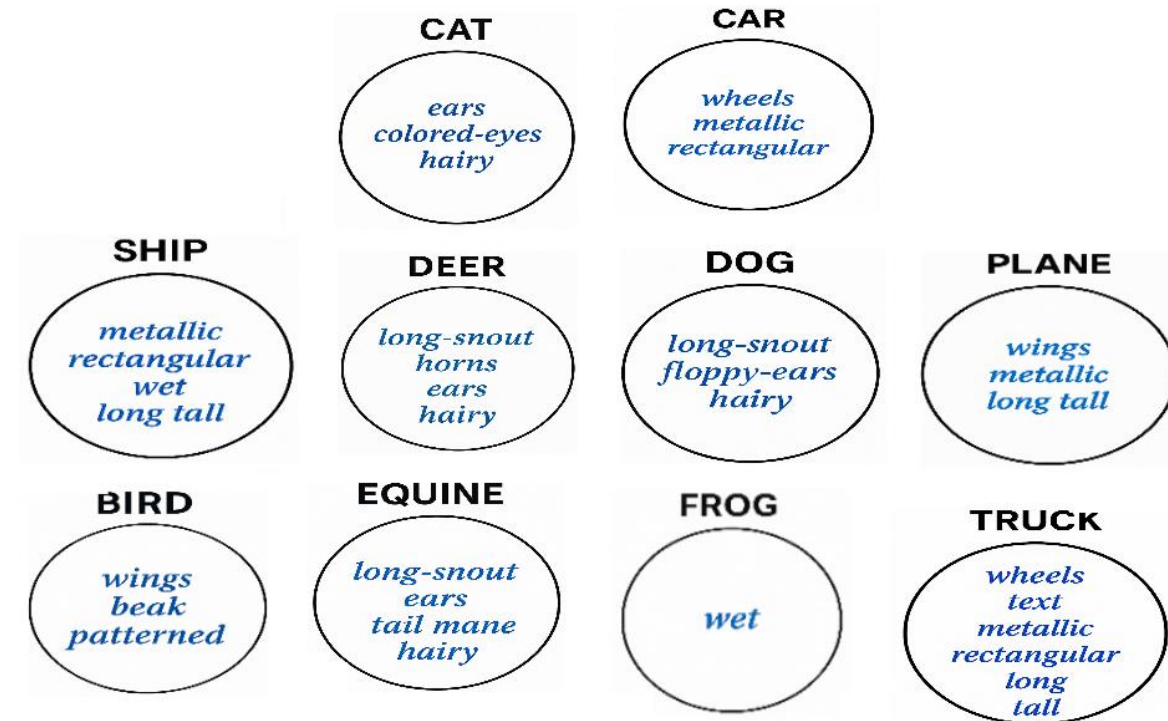 CAT
ears
colored-eyes
hairy
CAR
wheels
metallic
rectangular
SHIP
metallic
rectangular
wet
long tall
DEER
long-snout
horns
ears
hairy
DOG
long-snout
floppy-ears
hairy
PLANE
wings
metallic
long tall
BIRD
wings
beak
patterned
EQUINE
long-snout
ears
tail mane
hairy
FROG
wet
TRUCK
wheels
text
metallic
rectangular
long
tall